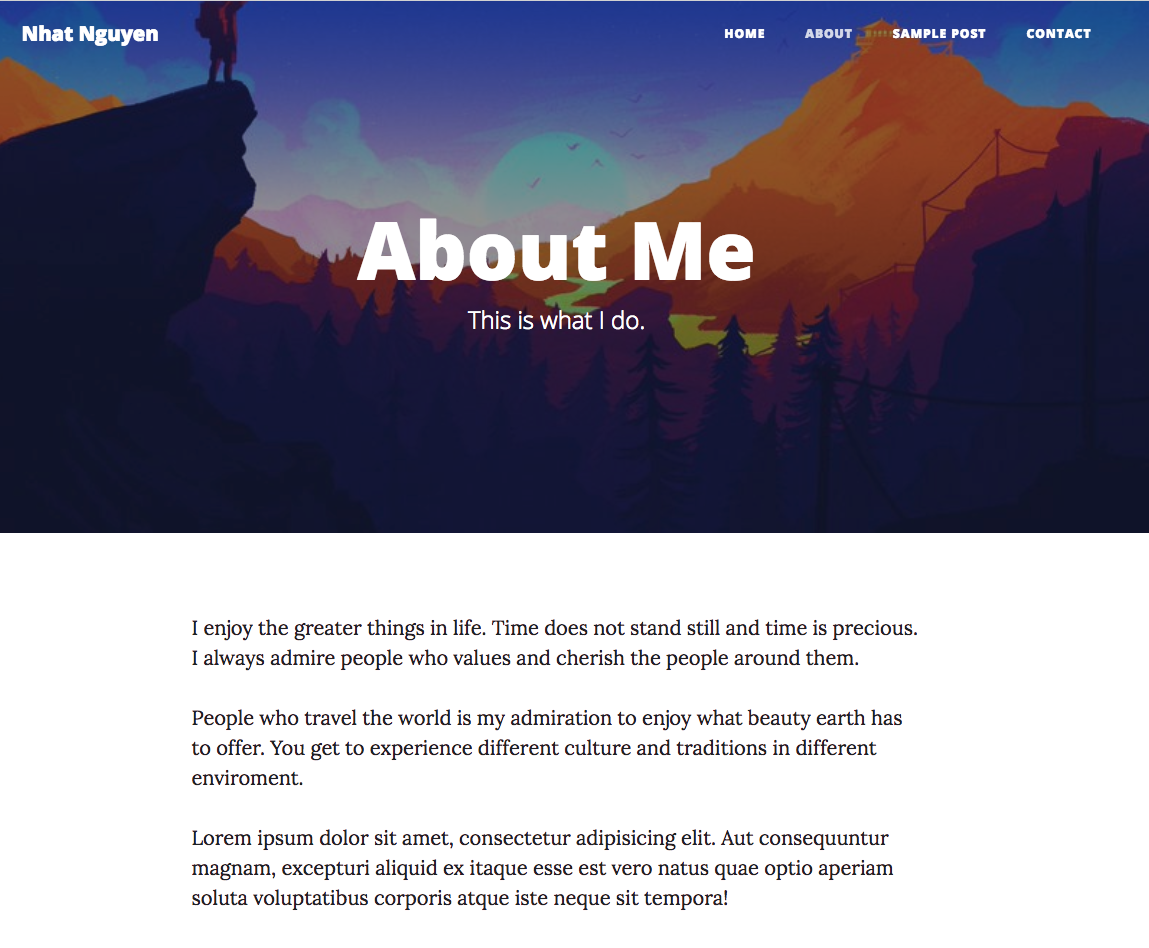 Nhat Nguyen
HOME ABOUT SAMPLE POST CONTACT
About Me
This is what I do.
I enjoy the greater things in life. Time does not stand still and time is precious.
I always admire people who values and cherish the people around them.
People who travel the world is my admiration to enjoy what beauty earth has
to offer. You get to experience different culture and traditions in different
enviroment.
Lorem ipsum dolor sit amet, consectetur adipisicing elit. Aut consequuntur
magnam, excepturi aliquid ex itaque esse est vero natus quae optio aperiam
soluta voluptatibus corporis atque iste neque sit tempora!